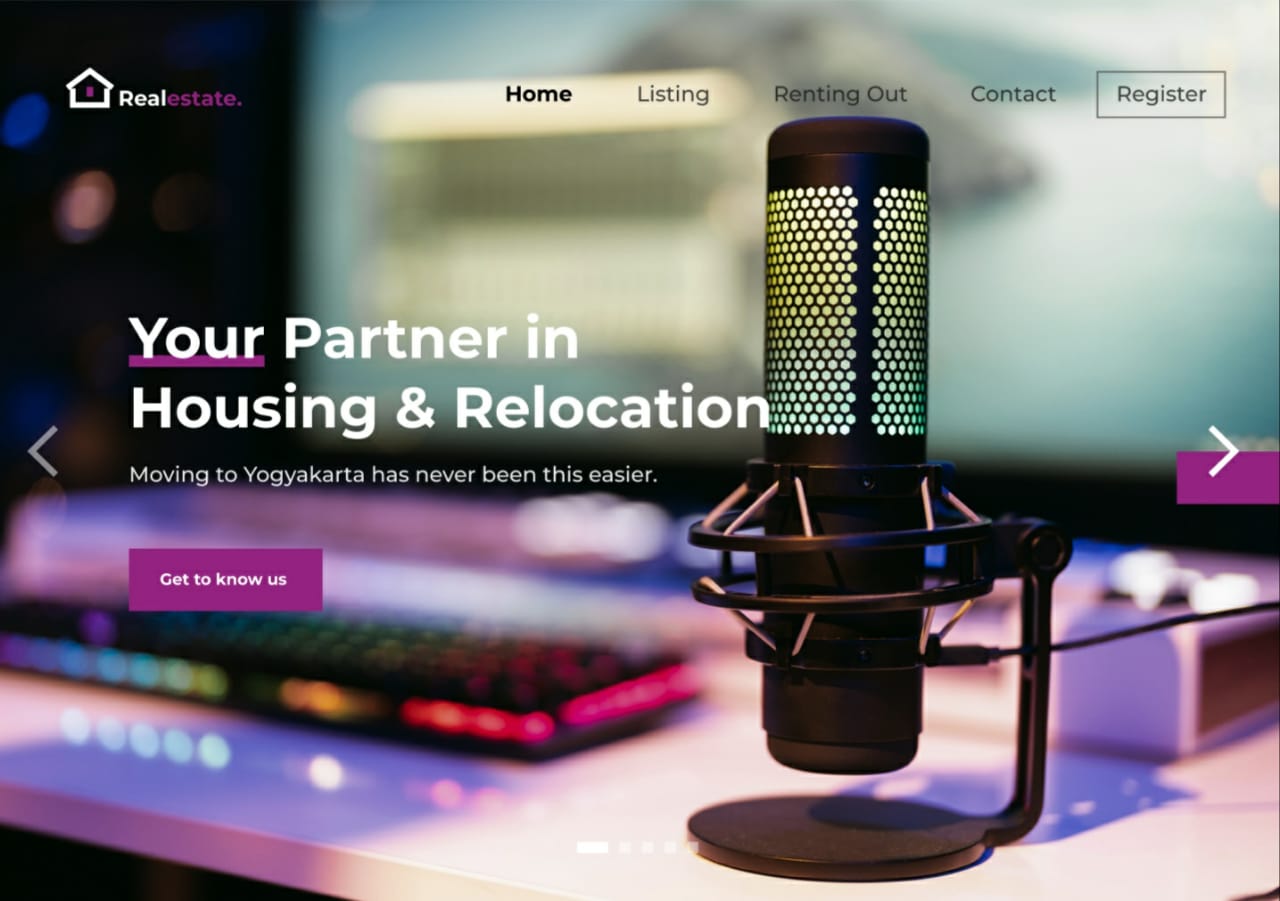 Realestate.
Home Listing Renting Out Contact Register
Your Partner in
Housing & Relocation
Moving to Yogyakarta has never been this easier.
Get to know us